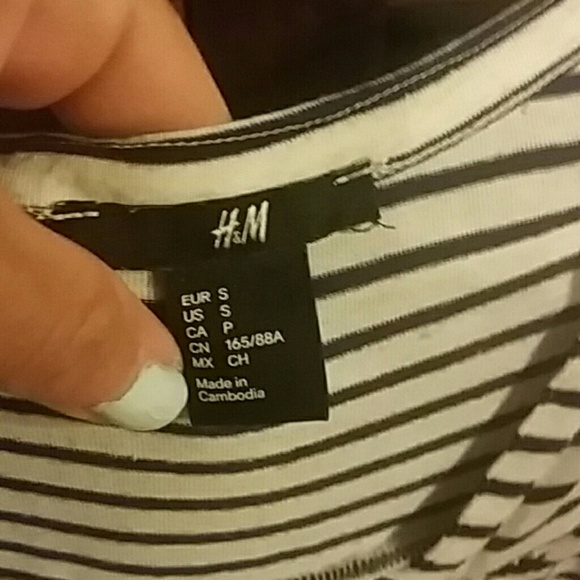 H&M
EUR S
US S
CA P
CN 165/88A
MX CH
Made in
Cambodia